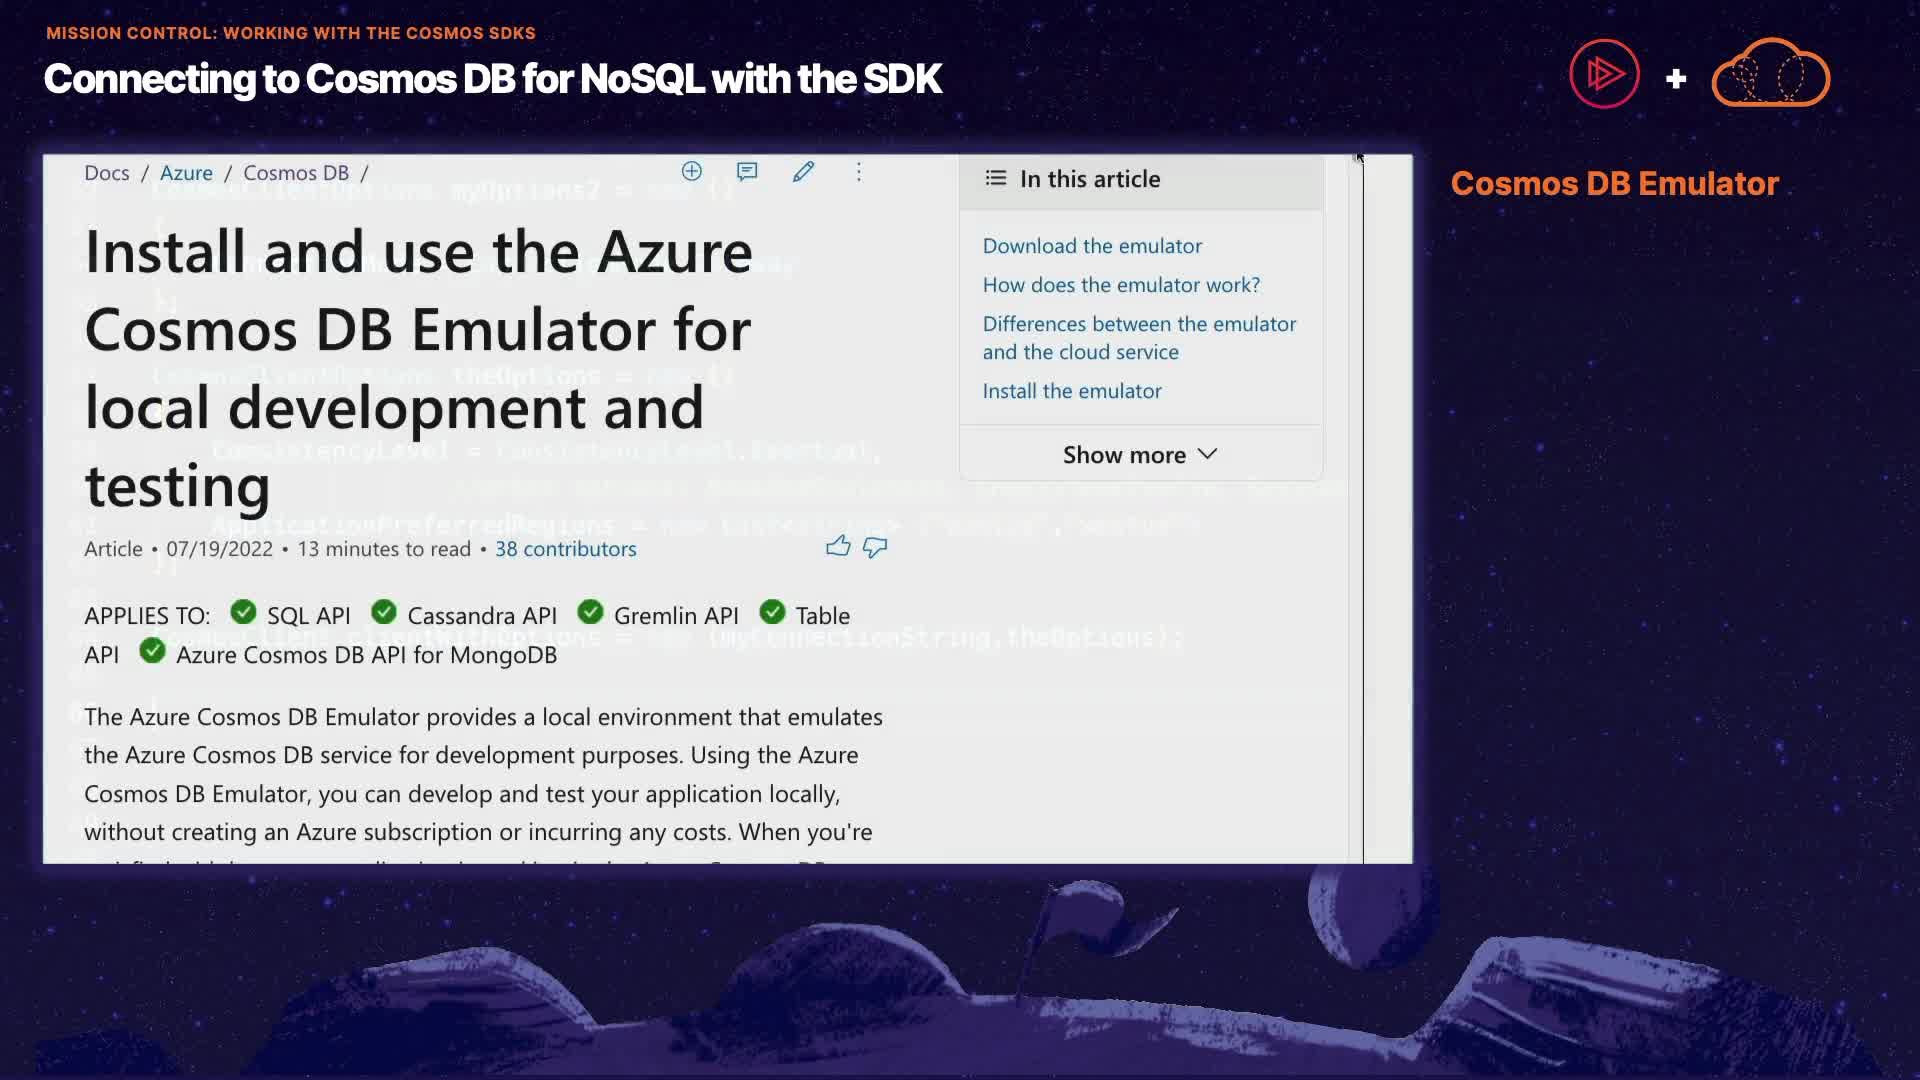 MISSION CONTROL: WORKING WITH THE COSMOS SDKS
Connecting to Cosmos DB for NoSQL with the SDK
Cosmos DB Emulator
Docs / Azure / Cosmos DB /
Install and use the Azure
Cosmos DB Emulator for
local development and
testing
Article • 07/19/2022 • 13 minutes to read • 38 contributors
APPLIES TO: SQL API Cassandra API Gremlin API Table
API Azure Cosmos DB API for MongoDB
The Azure Cosmos DB Emulator provides a local environment that emulates
the Azure Cosmos DB service for development purposes. Using the Azure
Cosmos DB Emulator, you can develop and test your application locally,
without creating an Azure subscription or incurring any costs. When you're
In this article
Download the emulator
How does the emulator work?
Differences between the emulator
and the cloud service
Install the emulator
Show more